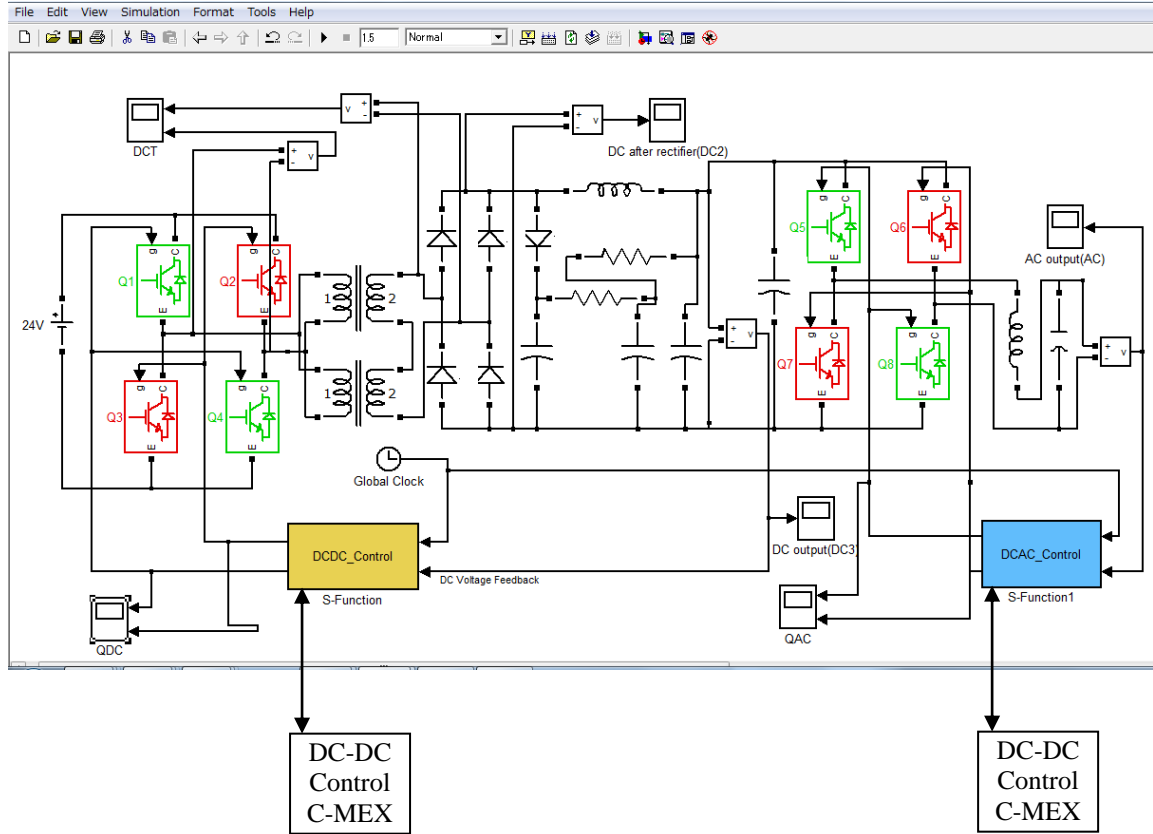 File Edit View Simulation Format Tools Help
1.5 Normal
DCT
v + -
+ - v
+ - v
DC after rectifier(DC2)
24V
+
g C E Q1
g C E Q2
g C E Q3
g C E Q4
1 2
1 2
+ - v
g C E Q5
g C E Q6
g C E Q7
g C E Q8
AC output(AC)
+ - v
Global Clock
DCDC_Control
S-Function
DC Voltage Feedback
DC output(DC3)
DCAC_Control
S-Function1
QDC
QAC
DC-DC
Control
C-MEX
DC-DC
Control
C-MEX